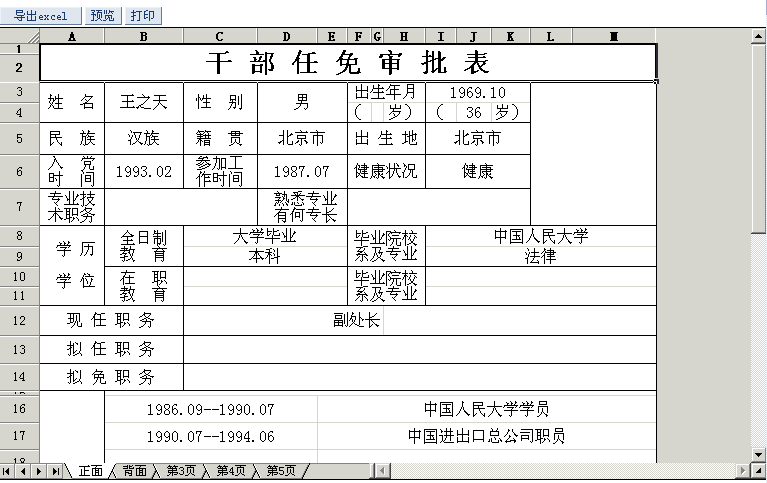 导出excel 预览 打印
A B C D E F G H I J K L M
1
2 干部任免审批表
3 姓 名 王之天 性 别 男 出生年月 1969.10
4 ( 岁) ( 36 岁)
5 民 族 汉族 籍 贯 北京市 出 生 地 北京市
6 入 党 时 间 1993.02 参加工作时间 1987.07 健康状况 健康
7 专业技术职务 熟悉专业有何专长
8 学 历 全日制 大学毕业 毕业院校 中国人民大学
9 教 育 本科 系及专业 法律
10 学 位 在 职 毕业院校
11 教 育 系及专业
12 现 任 职 务 副处长
13 拟 任 职 务
14 拟 免 职 务
16 1986.09--1990.07 中国人民大学学员
17 1990.07--1994.06 中国进出口总公司职员
18
正面 背面 第3页 第4页 第5页